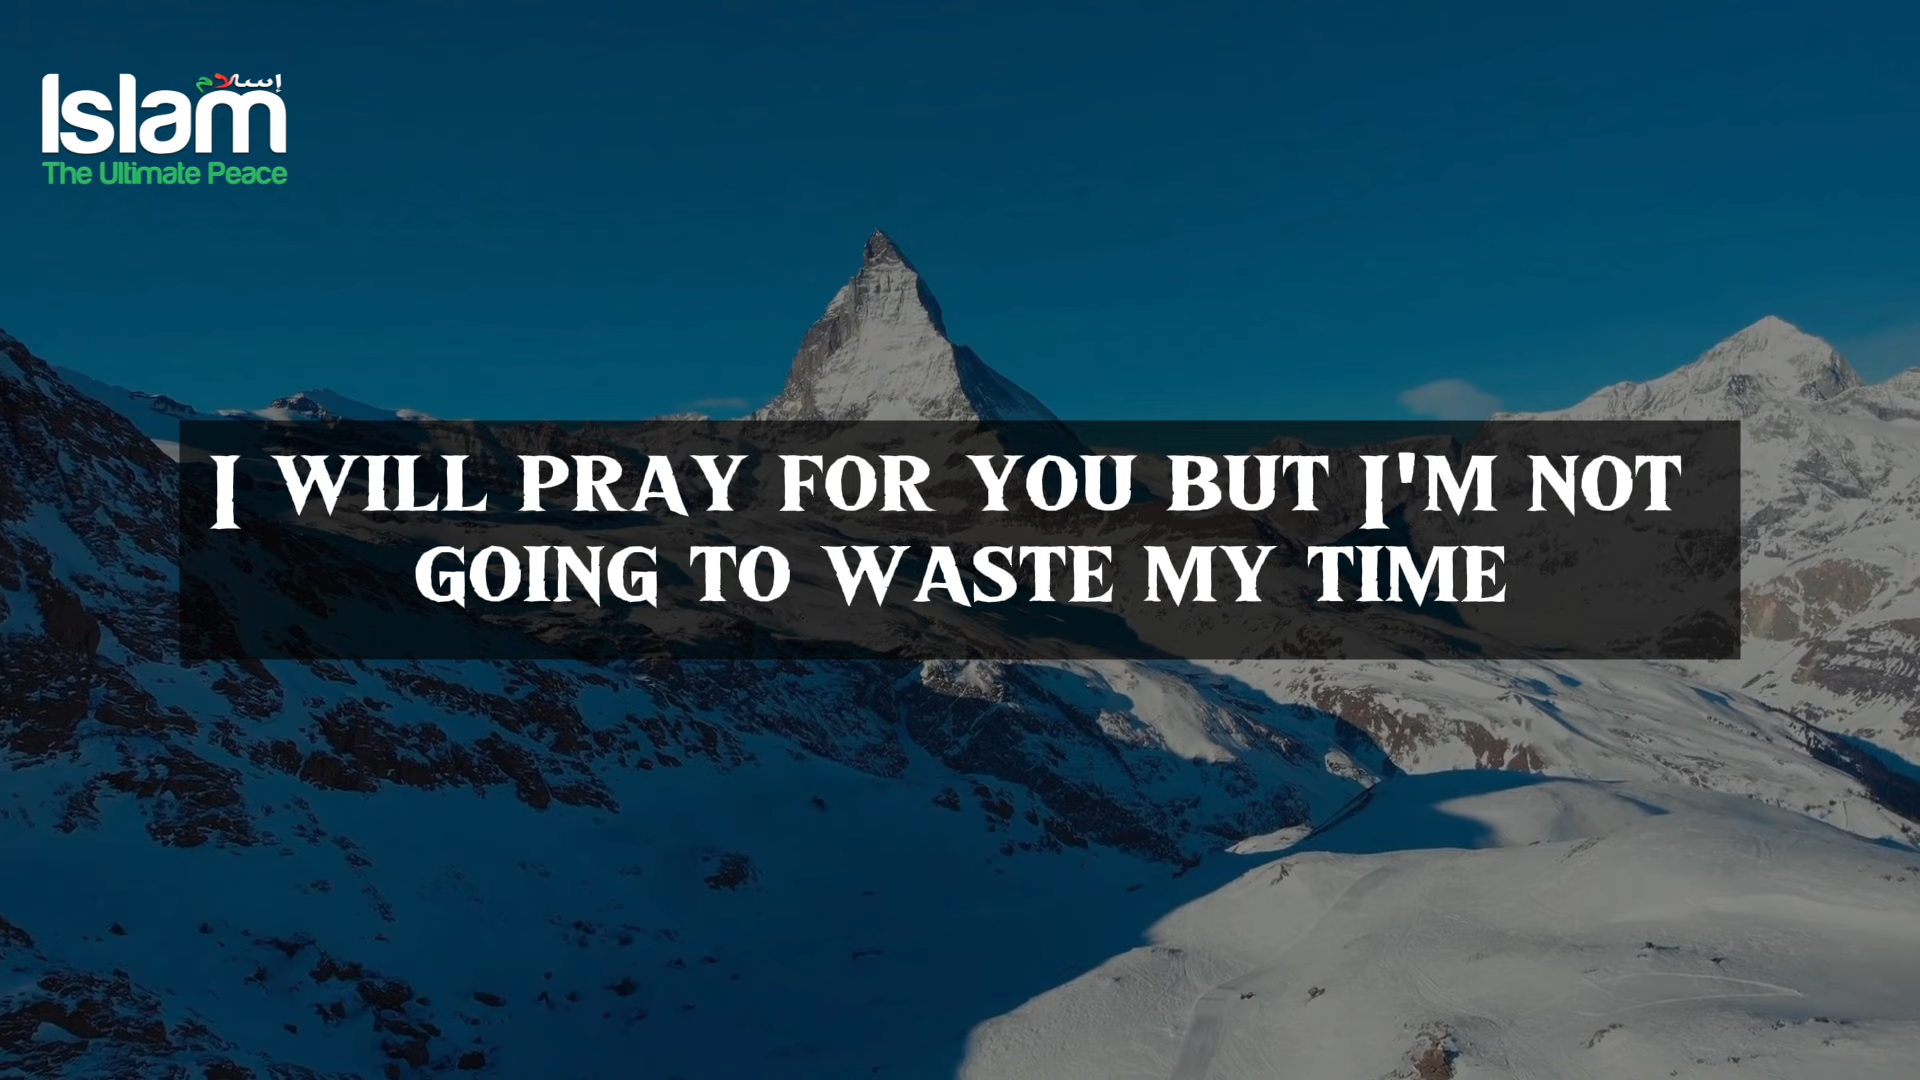 إسلام
Islam
The Ultimate Peace
I WILL PRAY FOR YOU BUT I'M NOT
GOING TO WASTE MY TIME